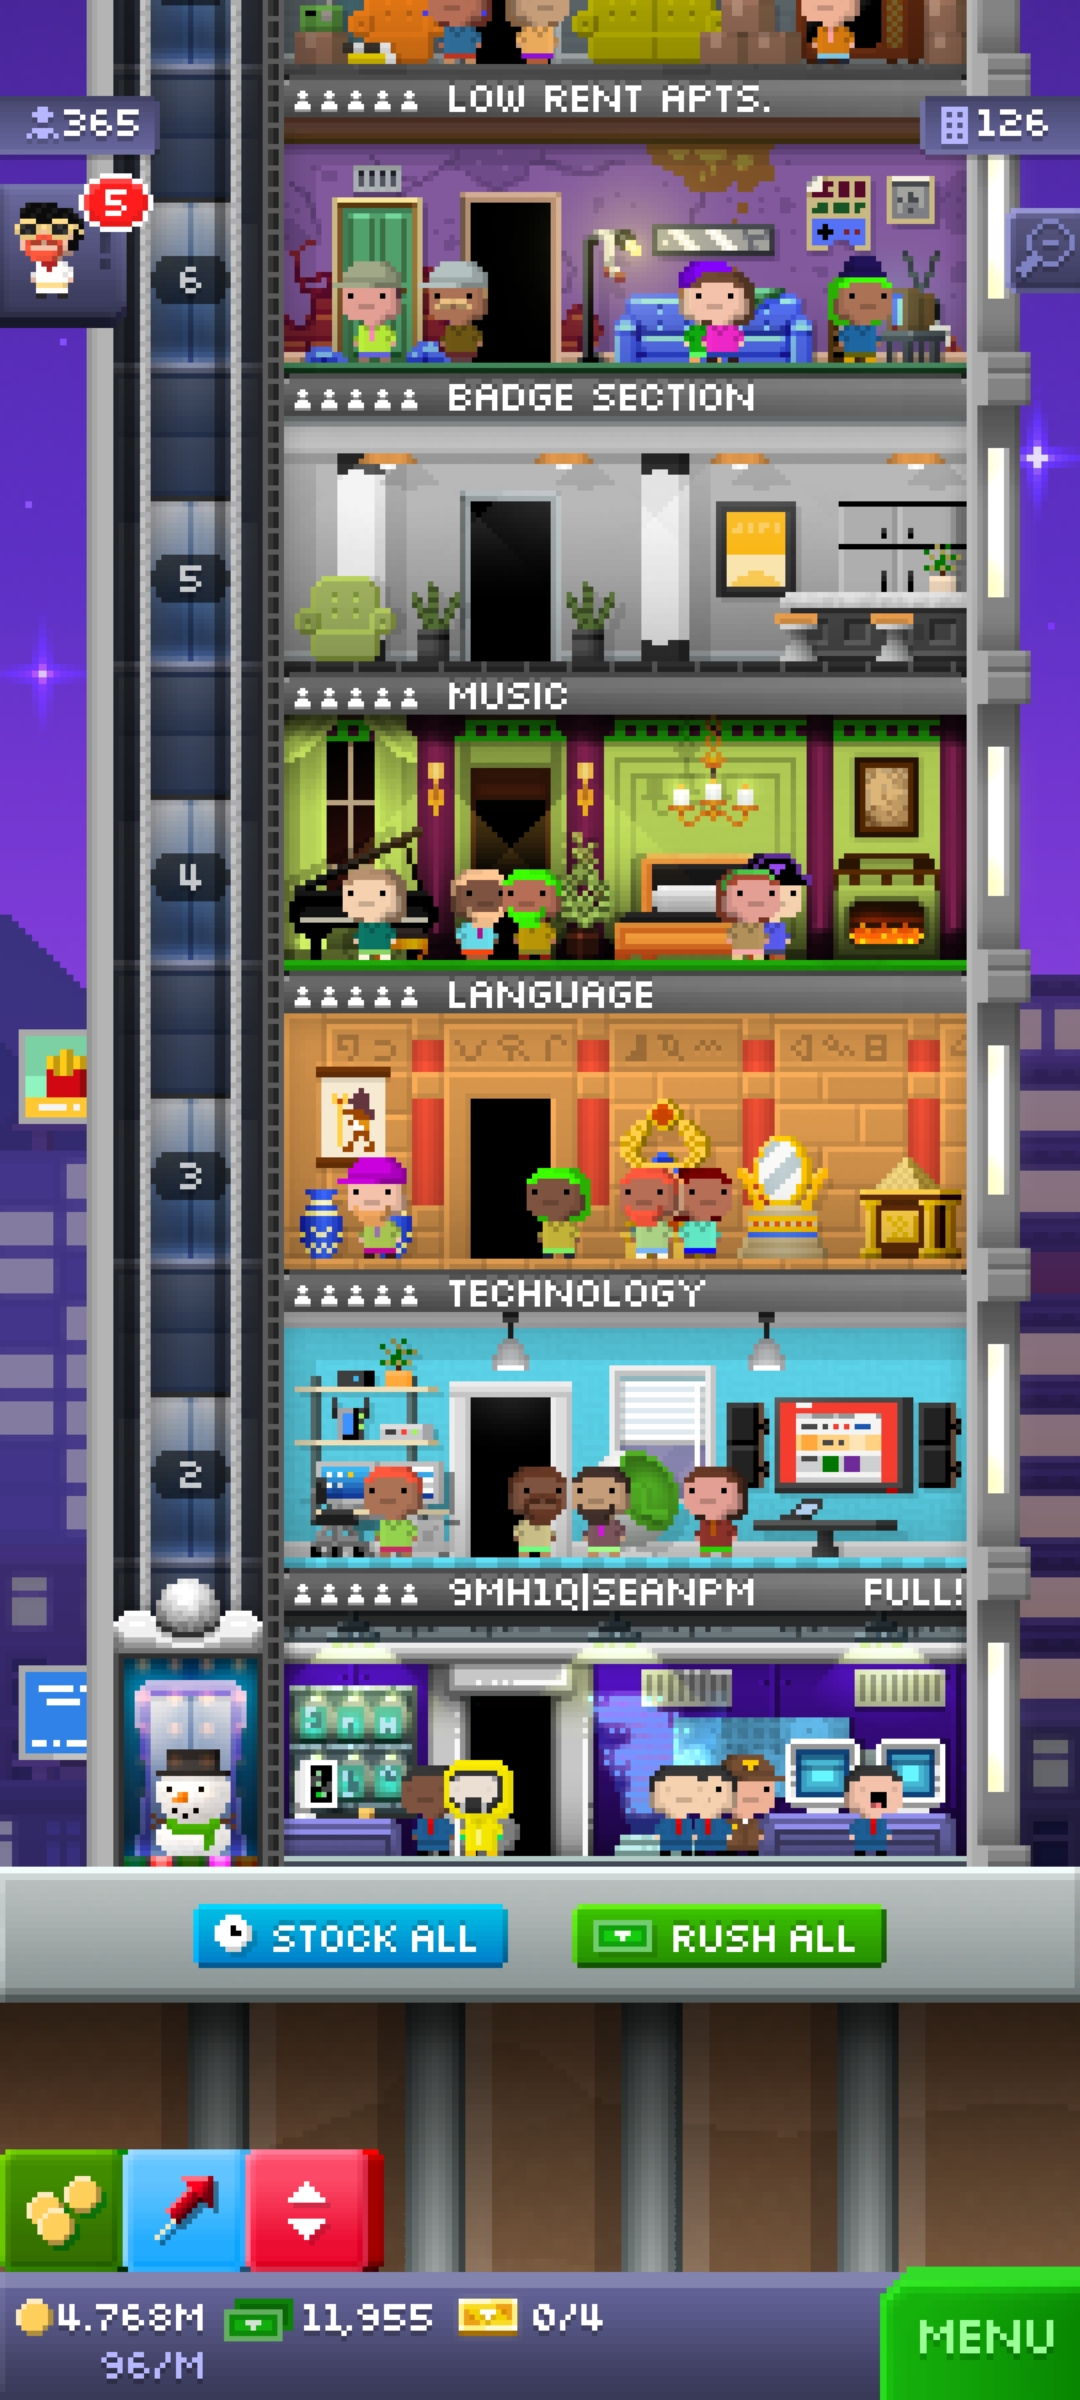 LOW RENT APTS.
365
126
5
6
BADGE SECTION
5
MUSIC
4
LANGUAGE
3
TECHNOLOGY
2
9MH1Q|SEANPM FULL!
STOCK ALL
RUSH ALL
4.768M 11,955 0/4
96/M
MENU